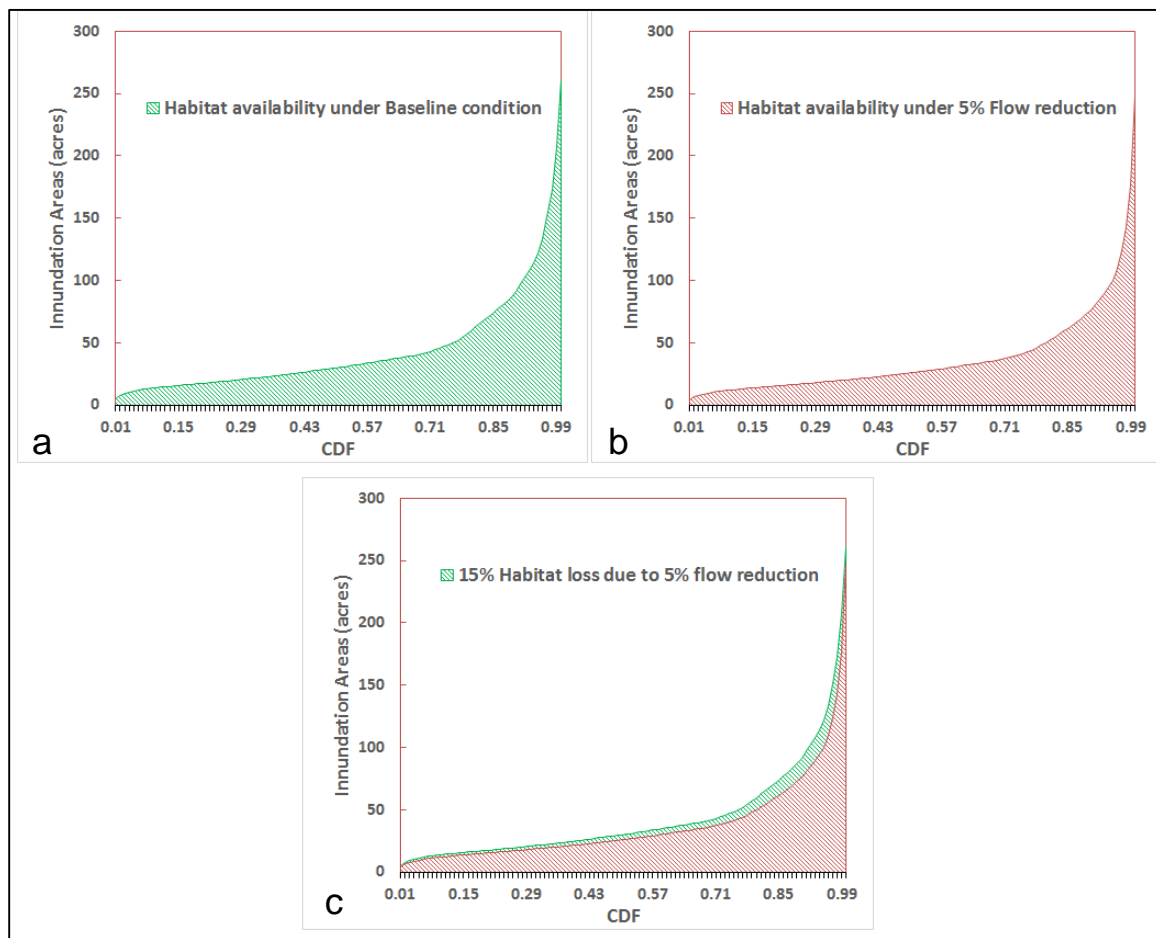 300
250
200
150
100
50
0
Innundation Areas (acres)
Habitat availability under Baseline condition
0.01 0.15 0.29 0.43 0.57 0.71 0.85 0.99
CDF
a
300
250
200
150
100
50
0
Innundation Areas (acres)
Habitat availability under 5% Flow reduction
0.01 0.15 0.29 0.43 0.57 0.71 0.85 0.99
CDF
b
300
250
200
150
100
50
0
Innundation Areas (acres)
15% Habitat loss due to 5% flow reduction
0.01 0.15 0.29 0.43 0.57 0.71 0.85 0.99
CDF
c